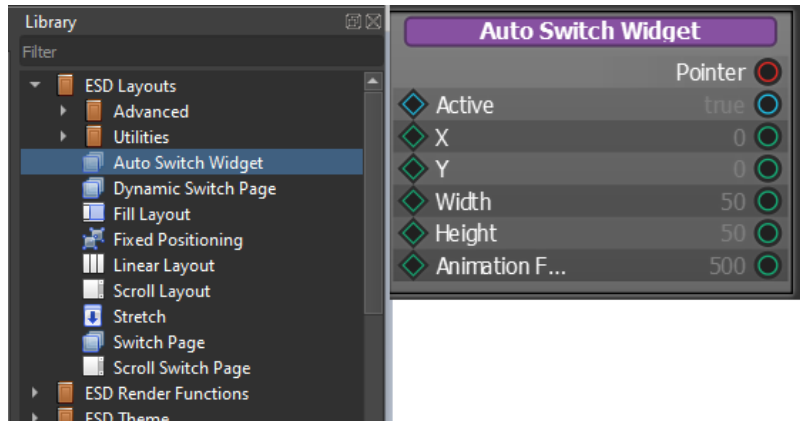 Library
Filter
ESD Layouts
Advanced
Utilities
Auto Switch Widget
Dynamic Switch Page
Fill Layout
Fixed Positioning
Linear Layout
Scroll Layout
Stretch
Switch Page
Scroll Switch Page
ESD Render Functions
ESD Theme
Auto Switch Widget
Pointer
Active true
X 0
Y 0
Width 50
Height 50
Animation F... 500